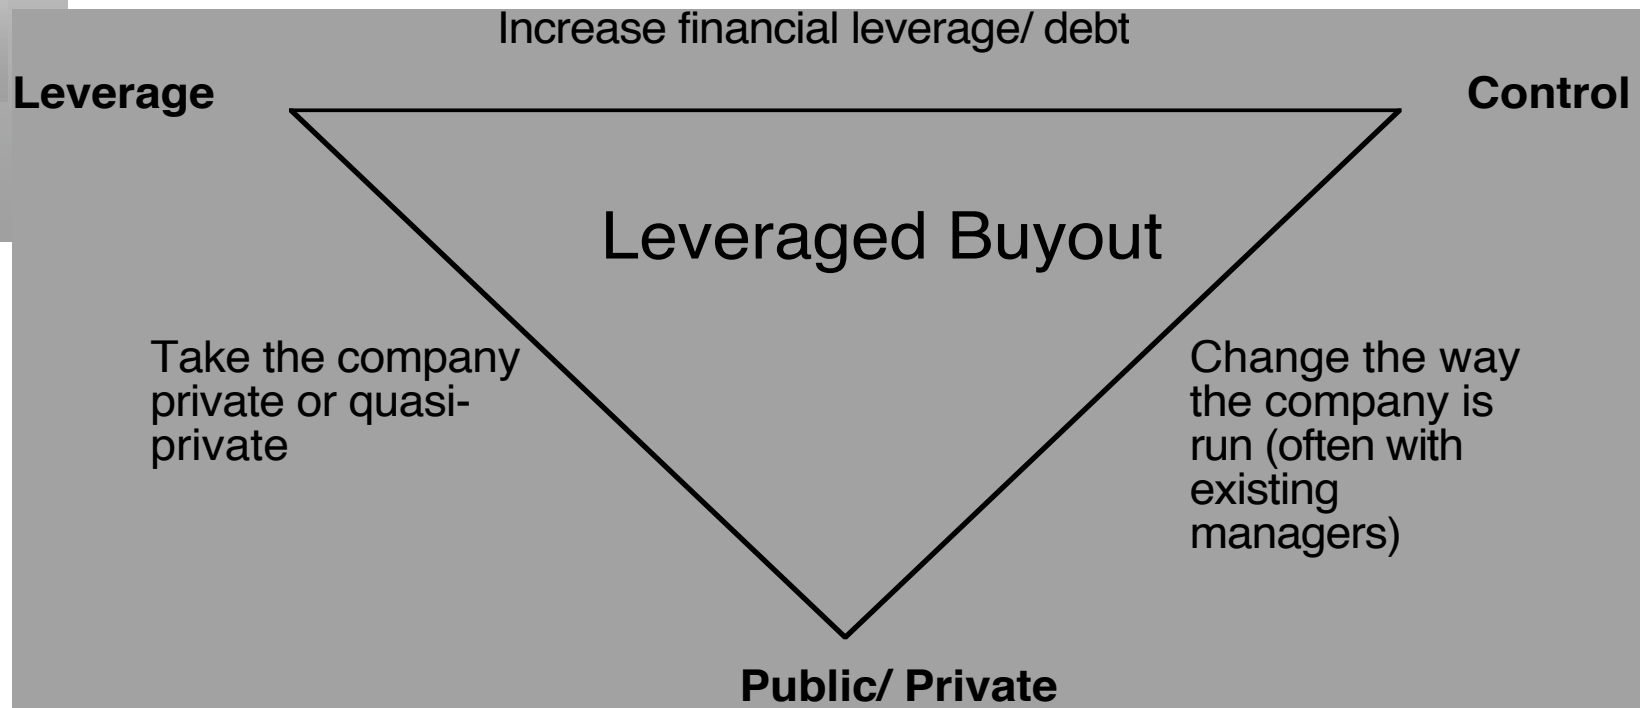 Increase financial leverage/ debt
Leverage
Control
Leveraged Buyout
Take the company
private or quasi-
private
Change the way
the company is
run (often with
existing
managers)
Public/ Private